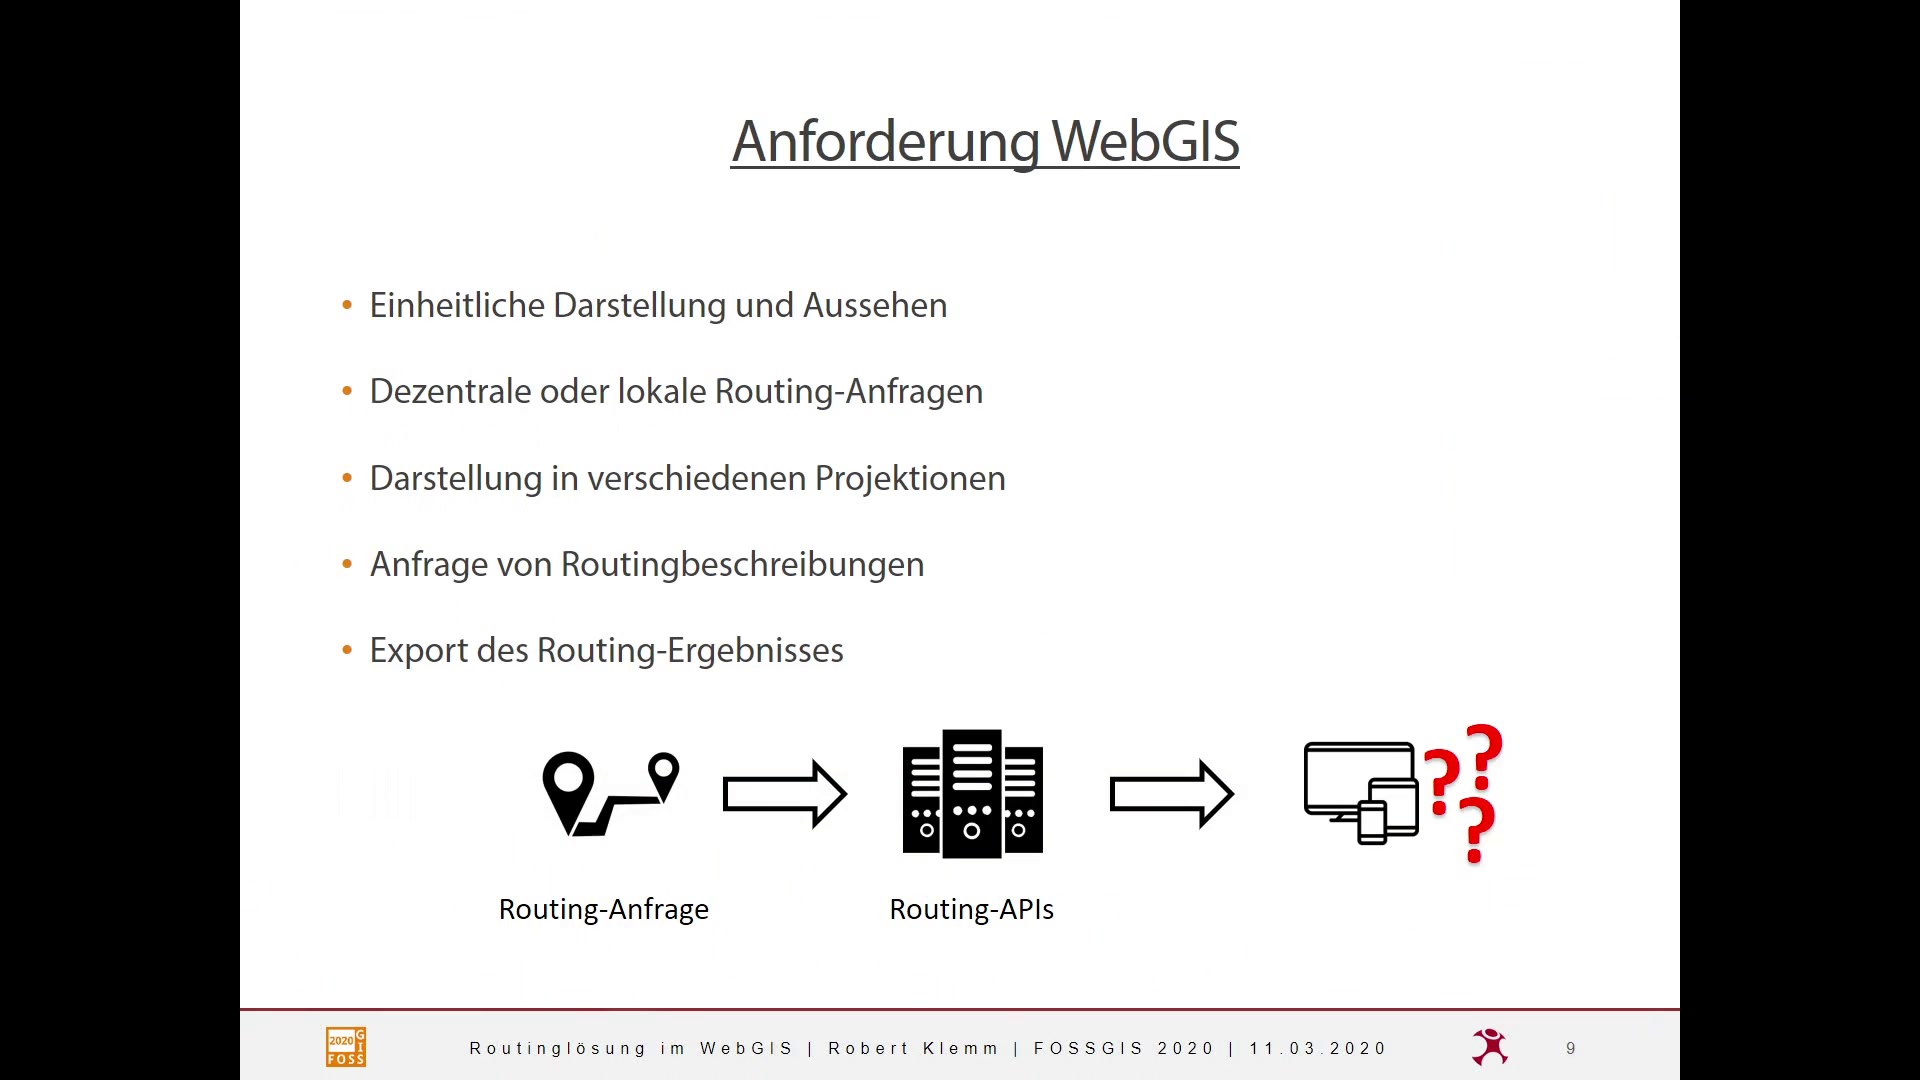 Anforderung WebGIS
• Einheitliche Darstellung und Aussehen
• Dezentrale oder lokale Routing-Anfragen
• Darstellung in verschiedenen Projektionen
• Anfrage von Routingbeschreibungen
• Export des Routing-Ergebnisses
? ? ?
Routing-Anfrage
Routing-APIs
2020 GIS
FOSS
Routinglösung im WebGIS | Robert Klemm | FOSSGIS 2020 | 11.03.2020
9